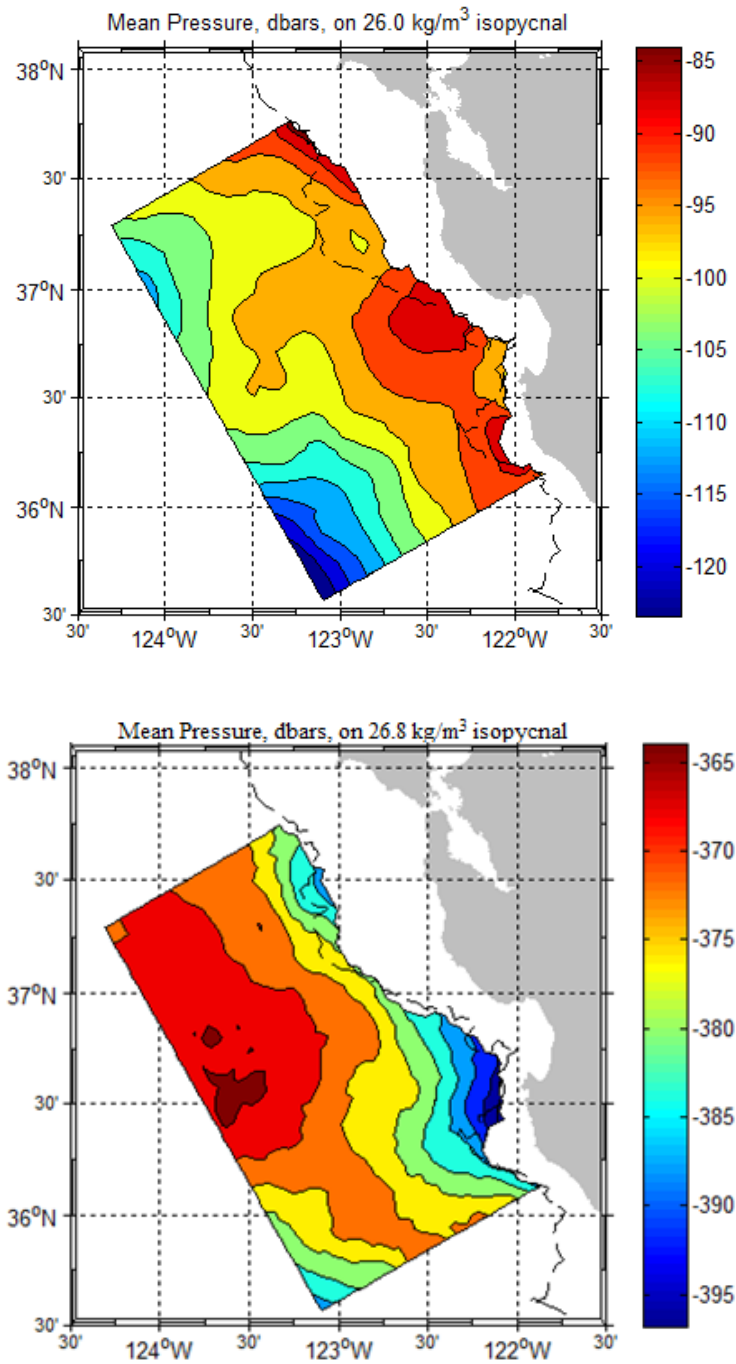 Mean Pressure, dbars, on 26.0 kg/m³ isopycnal
38°N
30'
37°N
30'
36°N
30'
30' 124°W 30' 123°W 30' 122°W 30'
-85
-90
-95
-100
-105
-110
-115
-120
Mean Pressure, dbars, on 26.8 kg/m³ isopycnal
38°N
30'
37°N
30'
36°N
30'
30' 124°W 30' 123°W 30' 122°W 30'
-365
-370
-375
-380
-385
-390
-395